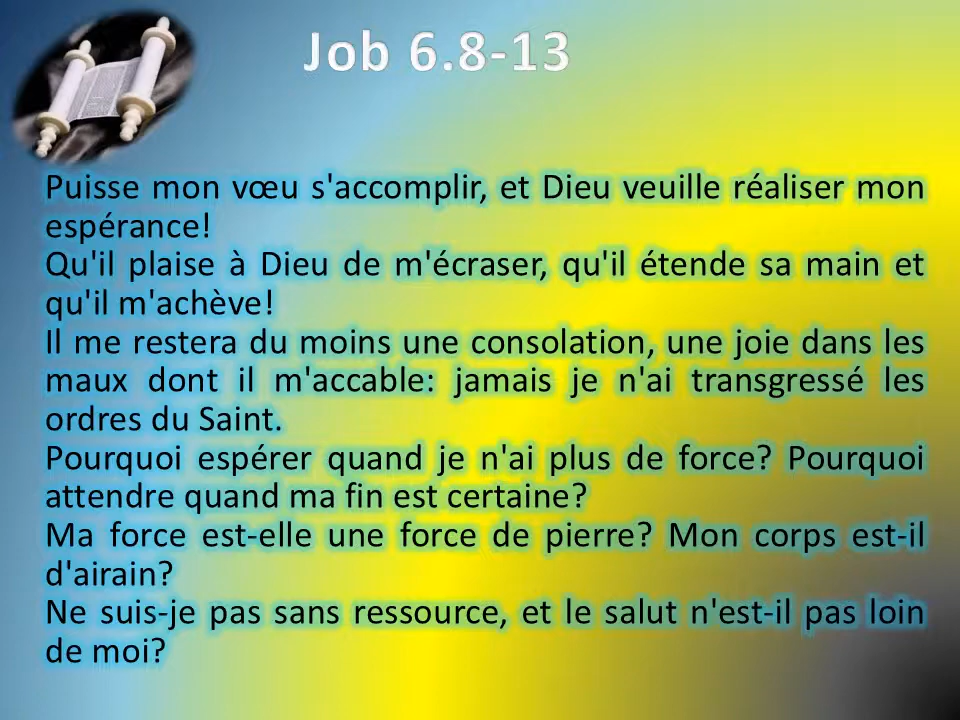 Job 6.8-13
Puisse mon vœu s'accomplir, et Dieu veuille réaliser mon
espérance!
Qu'il plaise à Dieu de m'écraser, qu'il étende sa main et
qu'il m'achève!
Il me restera du moins une consolation, une joie dans les
maux dont il m'accable: jamais je n'ai transgressé les
ordres du Saint.
Pourquoi espérer quand je n'ai plus de force? Pourquoi
attendre quand ma fin est certaine?
Ma force est-elle une force de pierre? Mon corps est-il
d'airain?
Ne suis-je pas sans ressource, et le salut n'est-il pas loin
de moi?